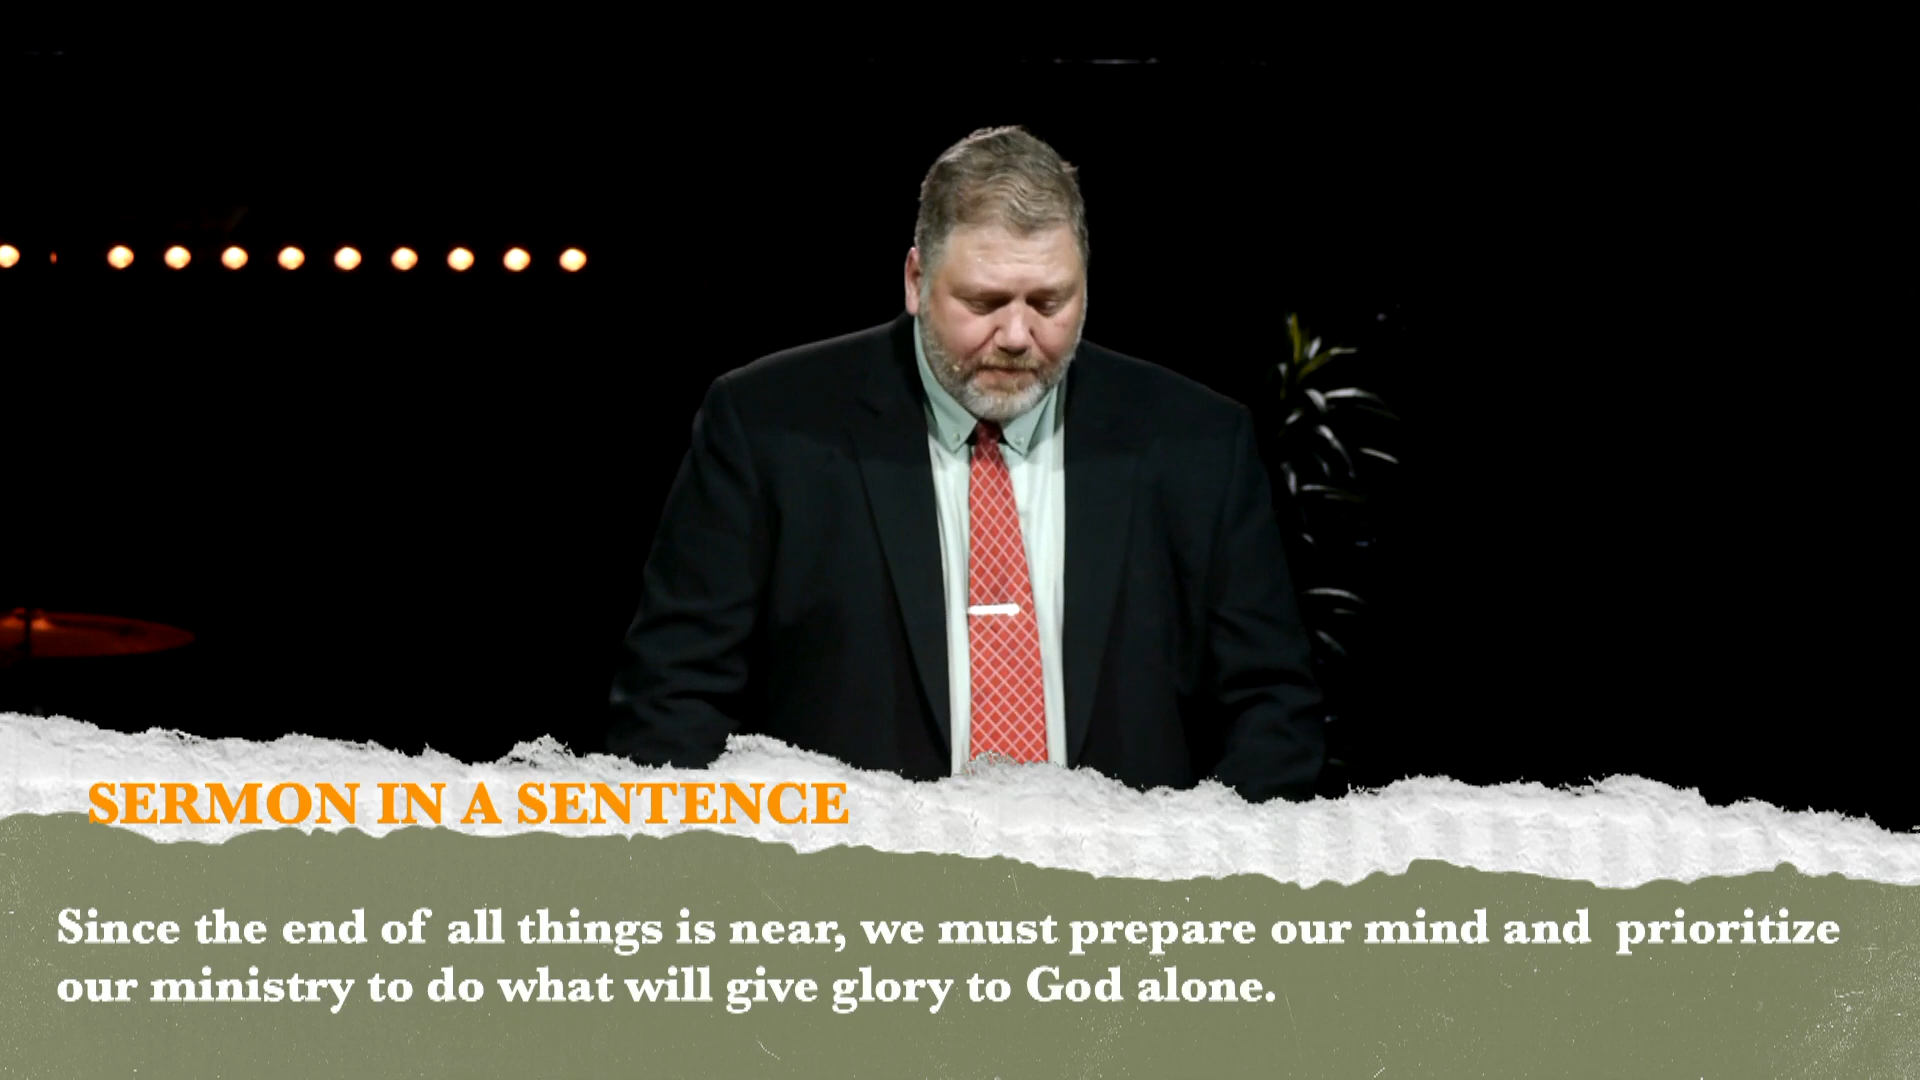 SERMON IN A SENTENCE
Since the end of all things is near, we must prepare our mind and  prioritize
our ministry to do what will give glory to God alone.